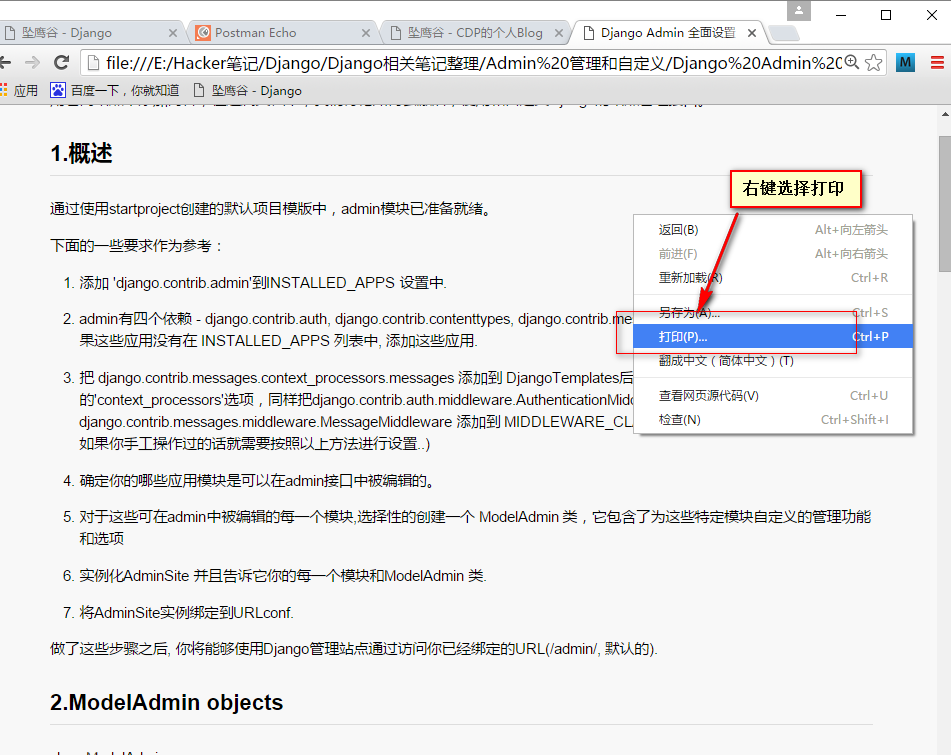 坠鹰谷 - Django
Postman Echo
坠鹰谷 - CDP的个人Blog
Django Admin 全面设置
file:///E:/Hacker笔记/Django/Django相关笔记整理/Admin%20管理和自定义/Django%20Admin%20
M
应用
百度一下，你就知道
坠鹰谷 - Django
1.概述
右键选择打印
通过使用startproject创建的默认项目模版中，admin模块已准备就绪。
下面的一些要求作为参考：
1. 添加 'django.contrib.admin'到INSTALLED_APPS 设置中.
2. admin有四个依赖 - django.contrib.auth, django.contrib.contenttypes, django.contrib.me
果这些应用没有在 INSTALLED_APPS 列表中, 添加这些应用.
3. 把 django.contrib.messages.context_processors.messages 添加到 DjangoTemplates后
的'context_processors'选项，同样把django.contrib.auth.middleware.AuthenticationMidd
django.contrib.messages.middleware.MessageMiddleware 添加到 MIDDLEWARE_CLA
如果你手工操作过的话就需要按照以上方法进行设置..)
4. 确定你的哪些应用模块是可以在admin接口中被编辑的。
5. 对于这些可在admin中被编辑的每一个模块,选择性的创建一个 ModelAdmin 类，它包含了为这些特定模块自定义的管理功能
和选项
6. 实例化AdminSite 并且告诉它你的每一个模块和ModelAdmin 类.
7. 将AdminSite实例绑定到URLconf.
做了这些步骤之后, 你将能够使用Django管理站点通过访问你已经绑定的URL(/admin/, 默认的).
2.ModelAdmin objects
返回(B) Alt+向左箭头
前进(F) Alt+向右箭头
重新加载(R) Ctrl+R
另存为(A)... Ctrl+S
打印(P)... Ctrl+P
翻成中文（简体中文）(T)
查看网页源代码(V) Ctrl+U
检查(N) Ctrl+Shift+I